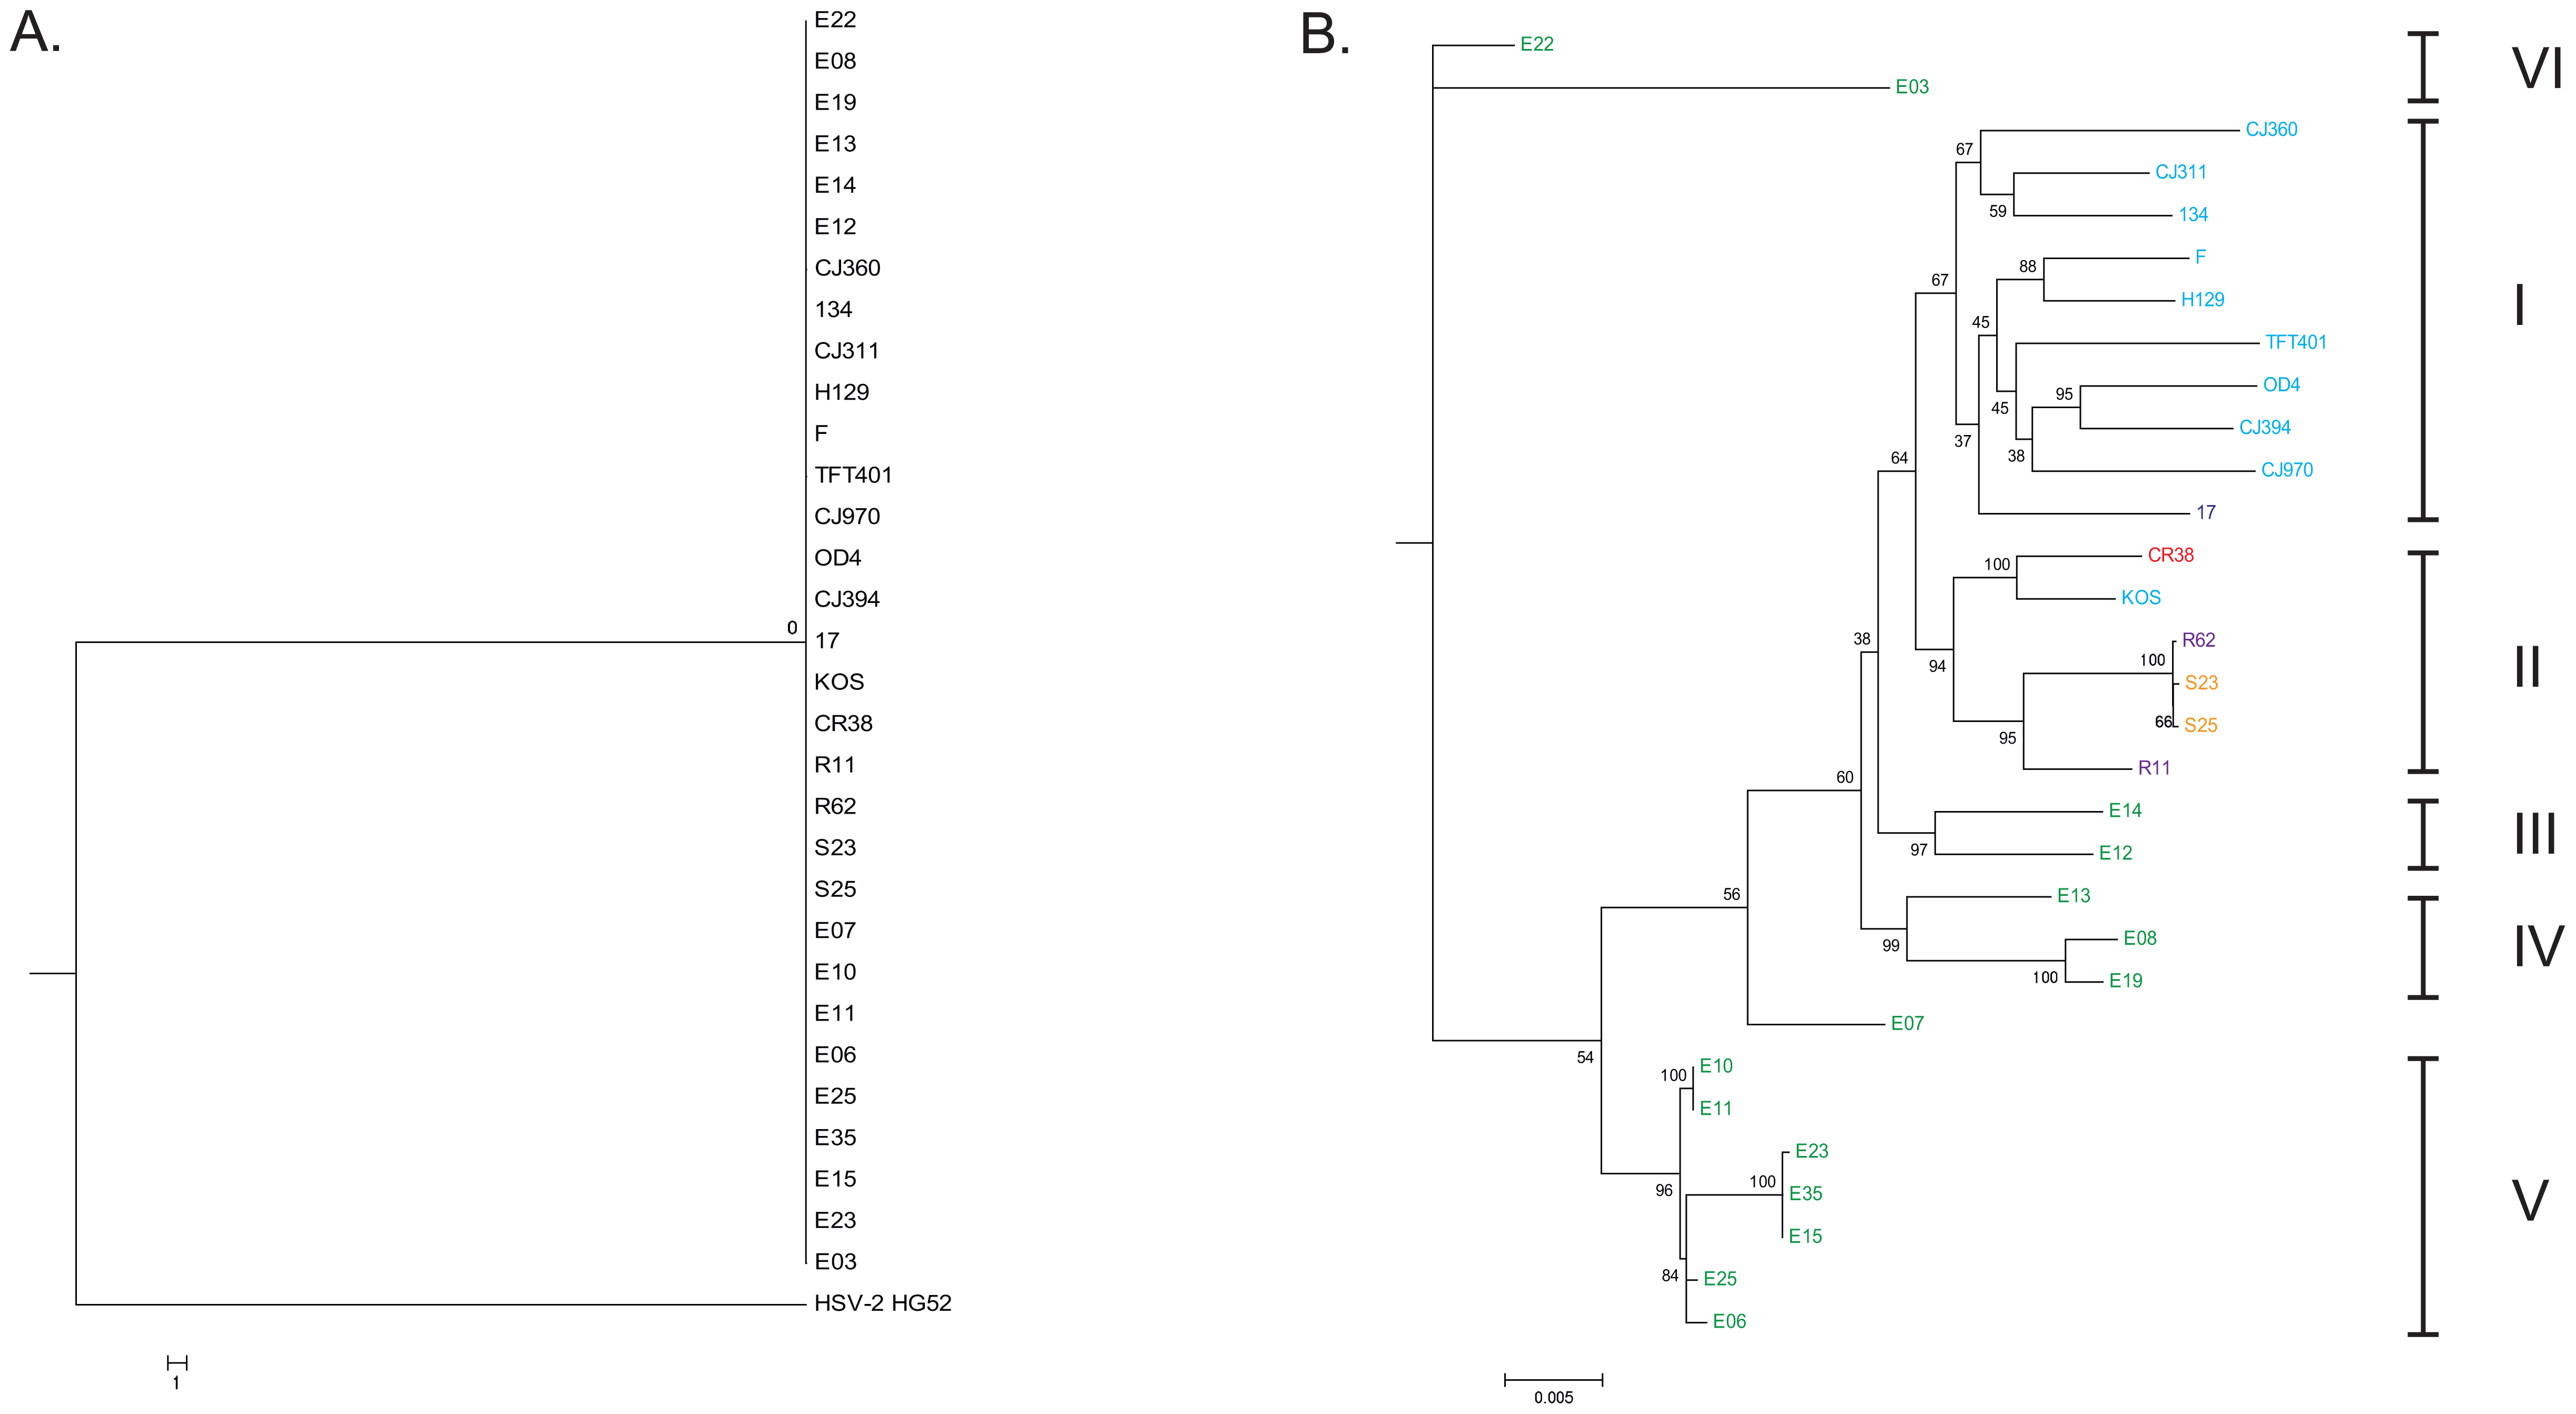 A.
E22
E08
E19
E13
E14
E12
CJ360
134
CJ311
H129
F
TFT401
CJ970
OD4
CJ394
0
17
KOS
CR38
R11
R62
S23
S25
E07
E10
E11
E06
E25
E35
E15
E23
E03
HSV-2 HG52
1
B.
E22
E03
VI
CJ360
67
CJ311
59
134
F
88
H129
67
I
45
TFT401
OD4
95
45
CJ394
37
38
CJ970
64
17
CR38
100
KOS
38
R62
100
94
S23
II
66
S25
95
R11
60
E14
III
97
E12
56
E13
E08
99
IV
100
E19
E07
54
E10
100
E11
E23
100
96
E35
V
E15
84
E25
E06
0.005